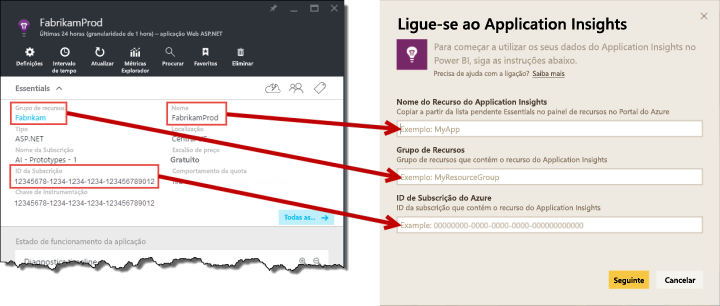 FabrikamProd
Últimas 24 horas (granularidade de 1 hora) – aplicação Web ASP.NET
Definições
Intervalo de tempo
Atualizar
Métricas Explorador
Procurar
Favoritos
Eliminar
Essentials
Grupo de recursos
Fabrikam
Nome
FabrikamProd
Tipo
ASP.NET
Localização
Nome da Subscrição
AI - Prototypes - 1
Escalão de preço
Gratuito
ID da Subscrição
12345678-1234-1234-1234-123456789012
Comportamento da quota
Chave de Instrumentação
12345678-1234-1234-1234-123456789012
Todas as...
Estado de funcionamento da aplicação
Ligue-se ao Application Insights
Para começar a utilizar os seus dados do Application Insights no
Power BI, siga as instruções abaixo.
Precisa de ajuda com a ligação? Saiba mais
Nome do Recurso do Application Insights
Copiar a partir da lista pendente Essentials no painel de recursos no Portal do Azure
Exemplo: MyApp
Grupo de Recursos
Grupo de recursos que contém o recurso do Application Insights
Exemplo: MyResourceGroup
ID de Subscrição do Azure
ID da subscrição que contém o recurso do Application Insights
Example: 00000000-0000-0000-0000-000000000000
Seguinte
Cancelar